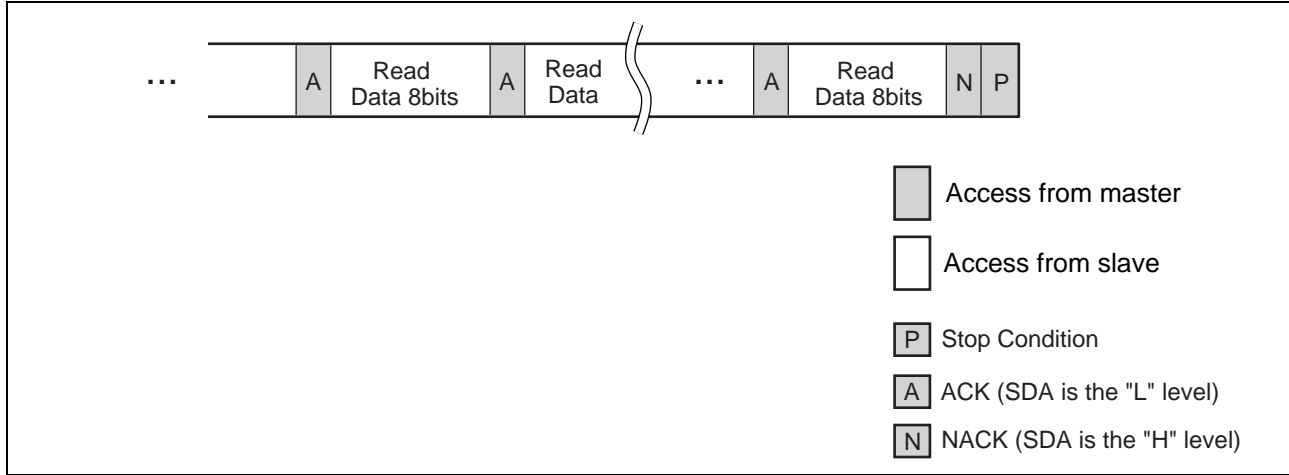 ... A Read Data 8bits A Read Data ... A Read Data 8bits N P
Access from master
Access from slave
P Stop Condition
A ACK (SDA is the "L" level)
N NACK (SDA is the "H" level)